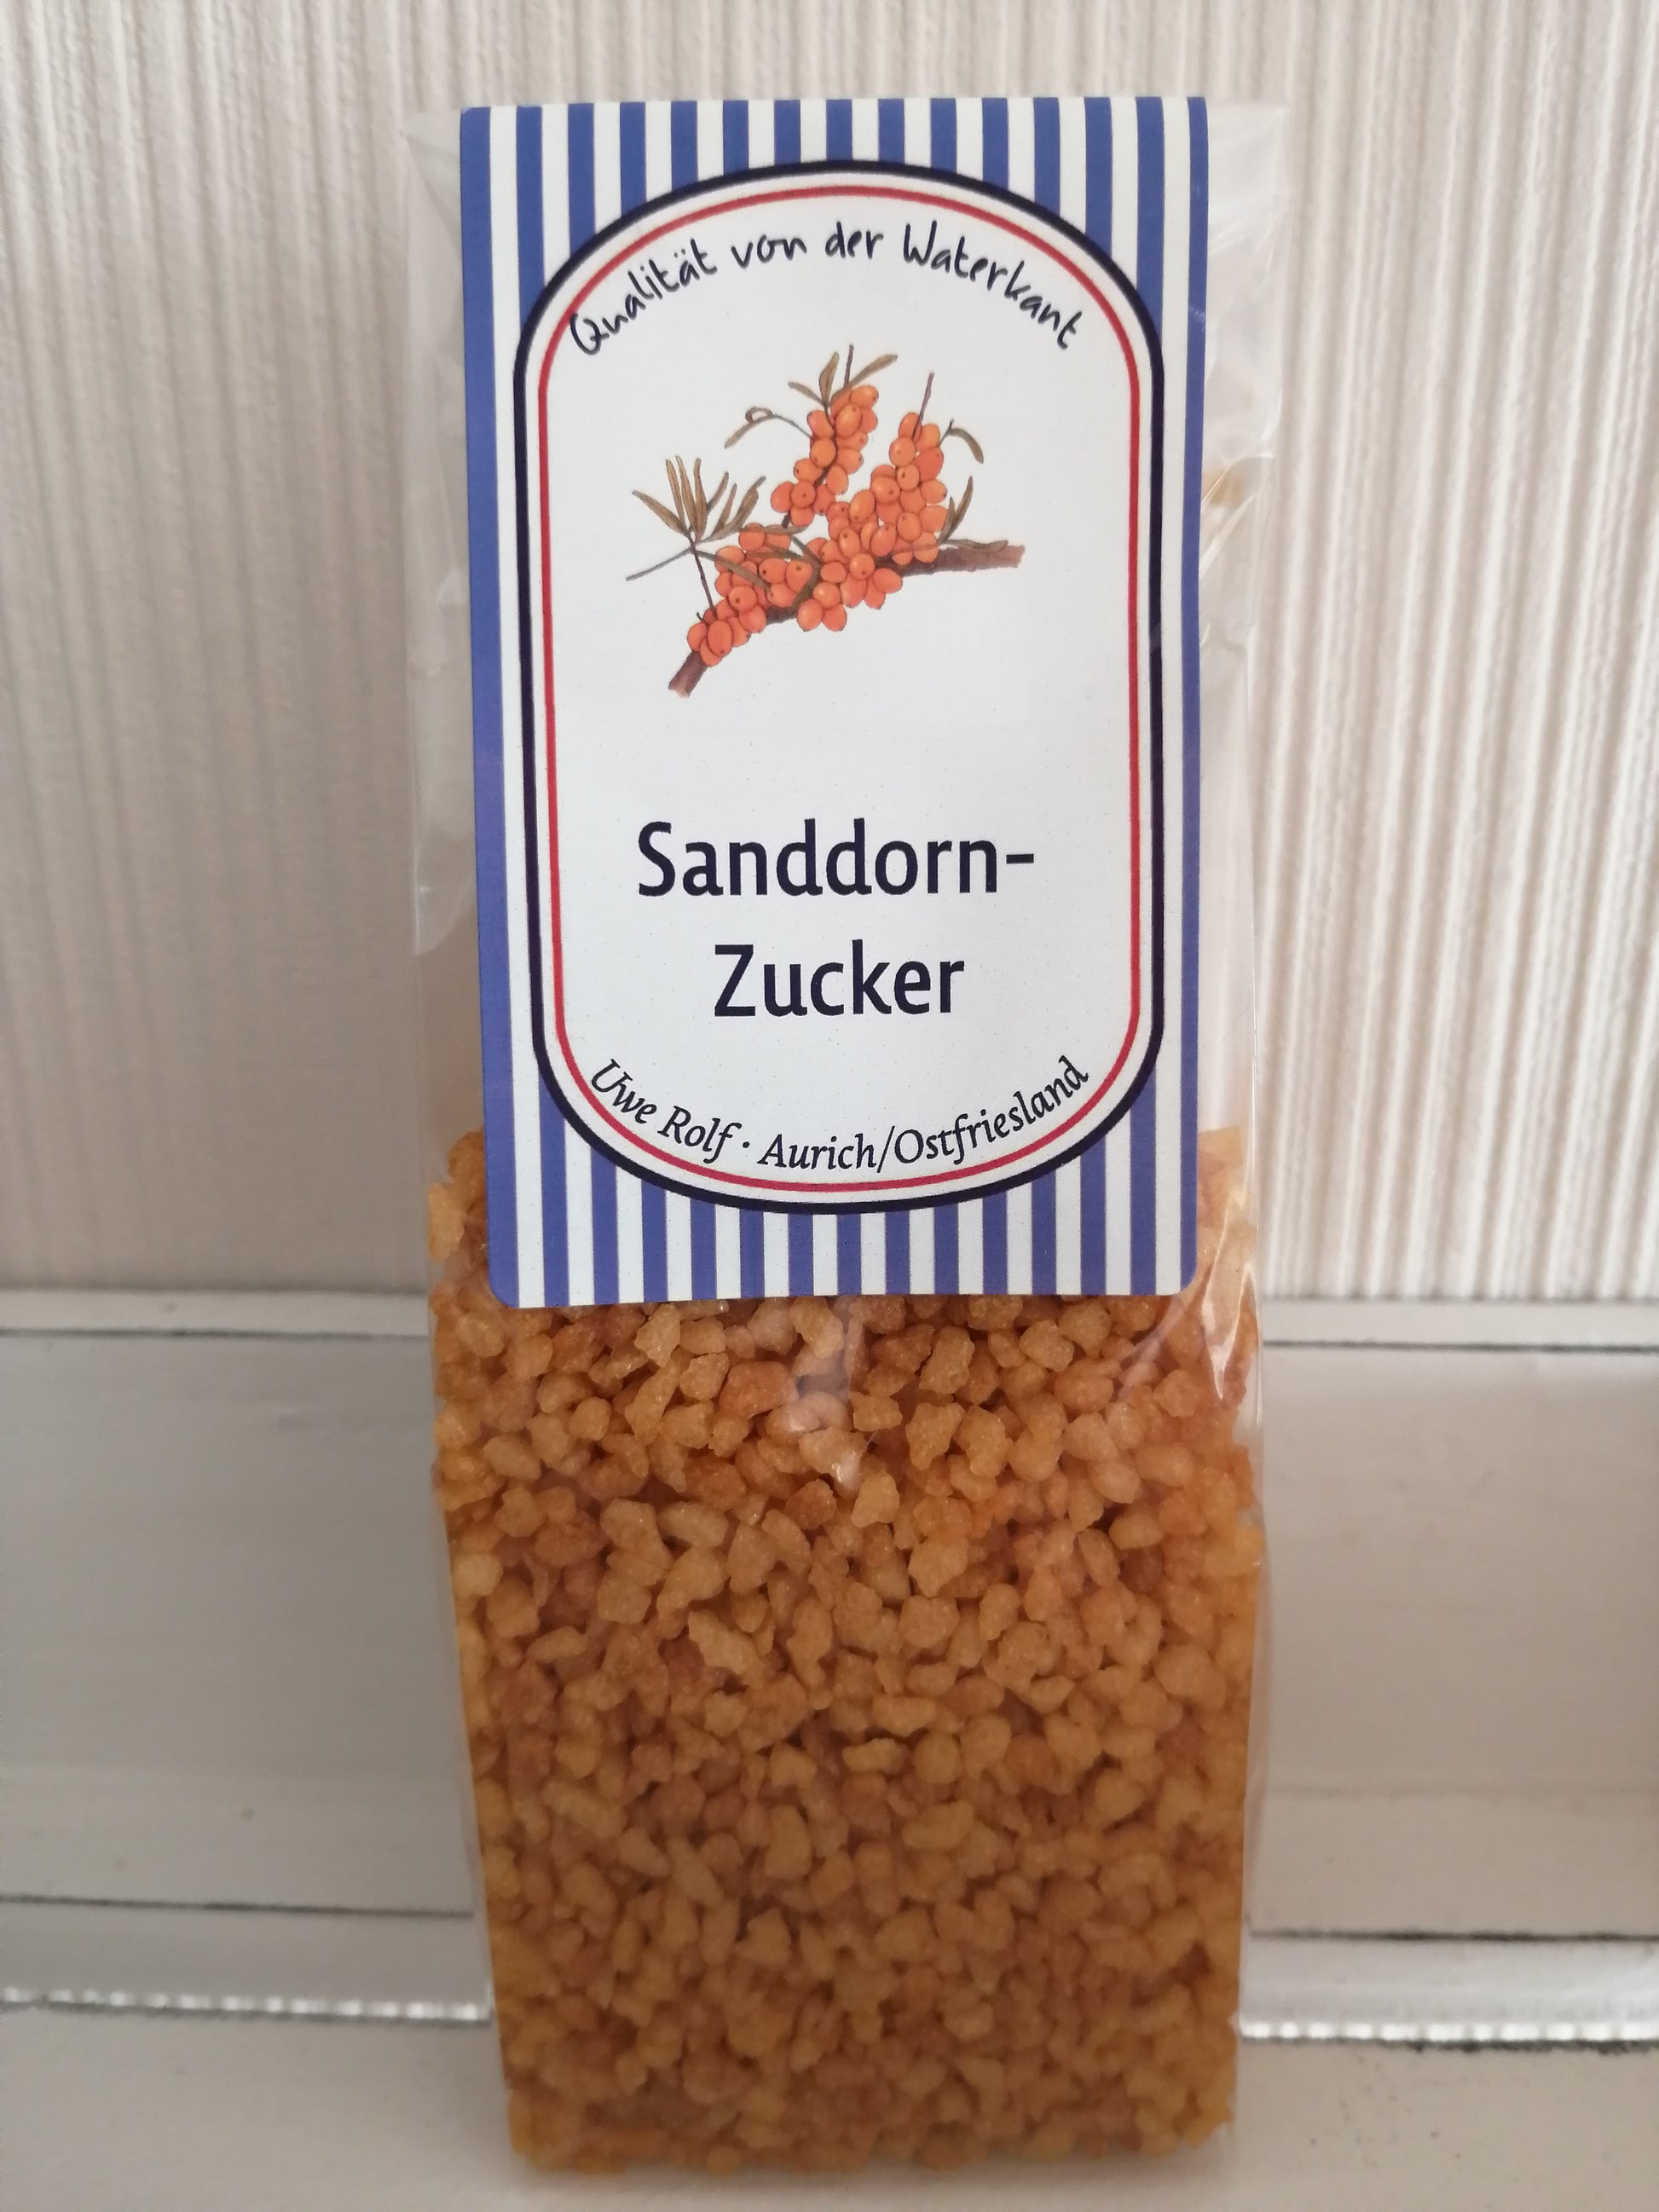 Qualität von der Waterkant
Sanddorn-
Zucker
Uwe Rolf · Aurich/Ostfriesland